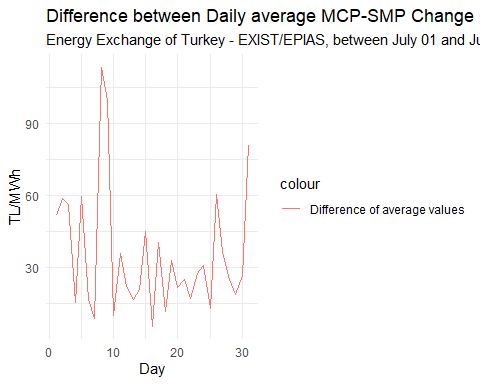 Difference between Daily average MCP-SMP Change
Energy Exchange of Turkey - EXIST/EPIAS, between July 01 and Ju
TL/MWh
90
60
30
0
10
20
30
Day
colour
Difference of average values